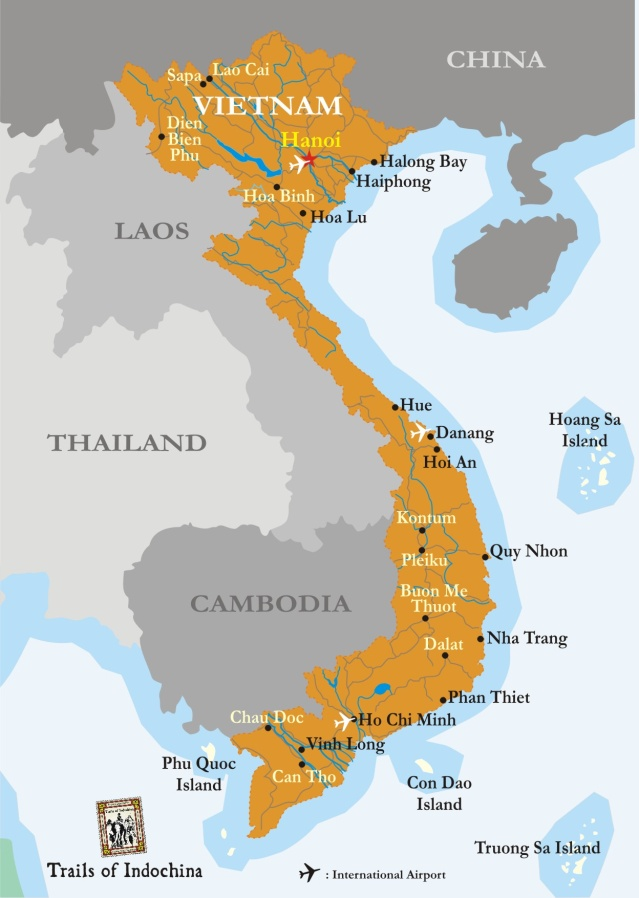 CHINA
Sapa
Lao Cai
VIETNAM
Dien
Bien
Phu
Hanoi
Halong Bay
Haiphong
Hoa Binh
Hoa Lu
LAOS
Hue
Hoang Sa
Island
Danang
THAILAND
Hoi An
Kontum
Quy Nhon
Pleiku
Buon Me
Thuot
CAMBODIA
Nha Trang
Dalat
Phan Thiet
Chau Doc
Ho Chi Minh
Vinh Long
Phu Quoc
Island
Can Tho
Con Dao
Island
Truong Sa Island
Trails of Indochina
: International Airport